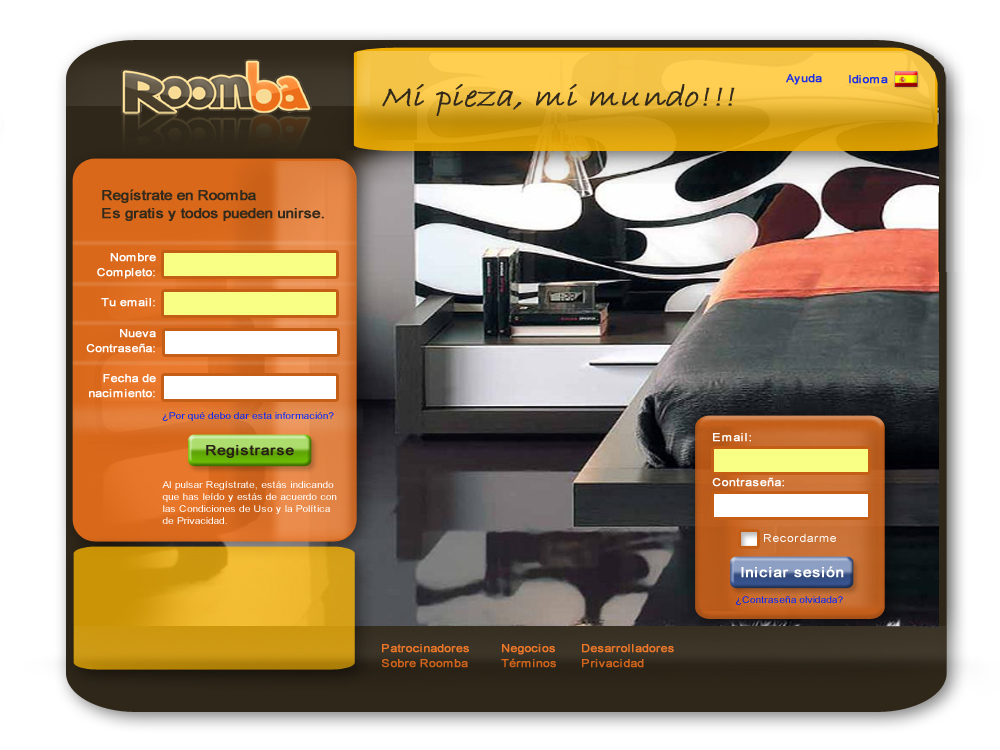 Roomba
Mi pieza, mi mundo!!!
Ayuda
Idioma
Regístrate en Roomba
Es gratis y todos pueden unirse.
Nombre
Completo:
Tu email:
Nueva
Contraseña:
Fecha de
nacimiento:
¿Por qué debo dar esta información?
Registrarse
Al pulsar Regístrate, estás indicando
que has leído y estás de acuerdo con
las Condiciones de Uso y la Política
de Privacidad.
Email:
Contraseña:
Recordarme
Iniciar sesión
¿Contraseña olvidada?
Patrocinadores
Negocios
Desarrolladores
Sobre Roomba
Términos
Privacidad